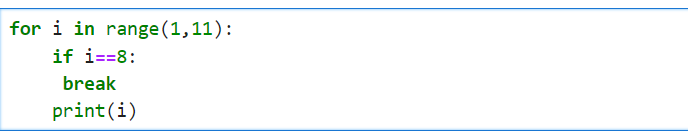 for i in range(1,11):
    if i==8:
     break
    print(i)